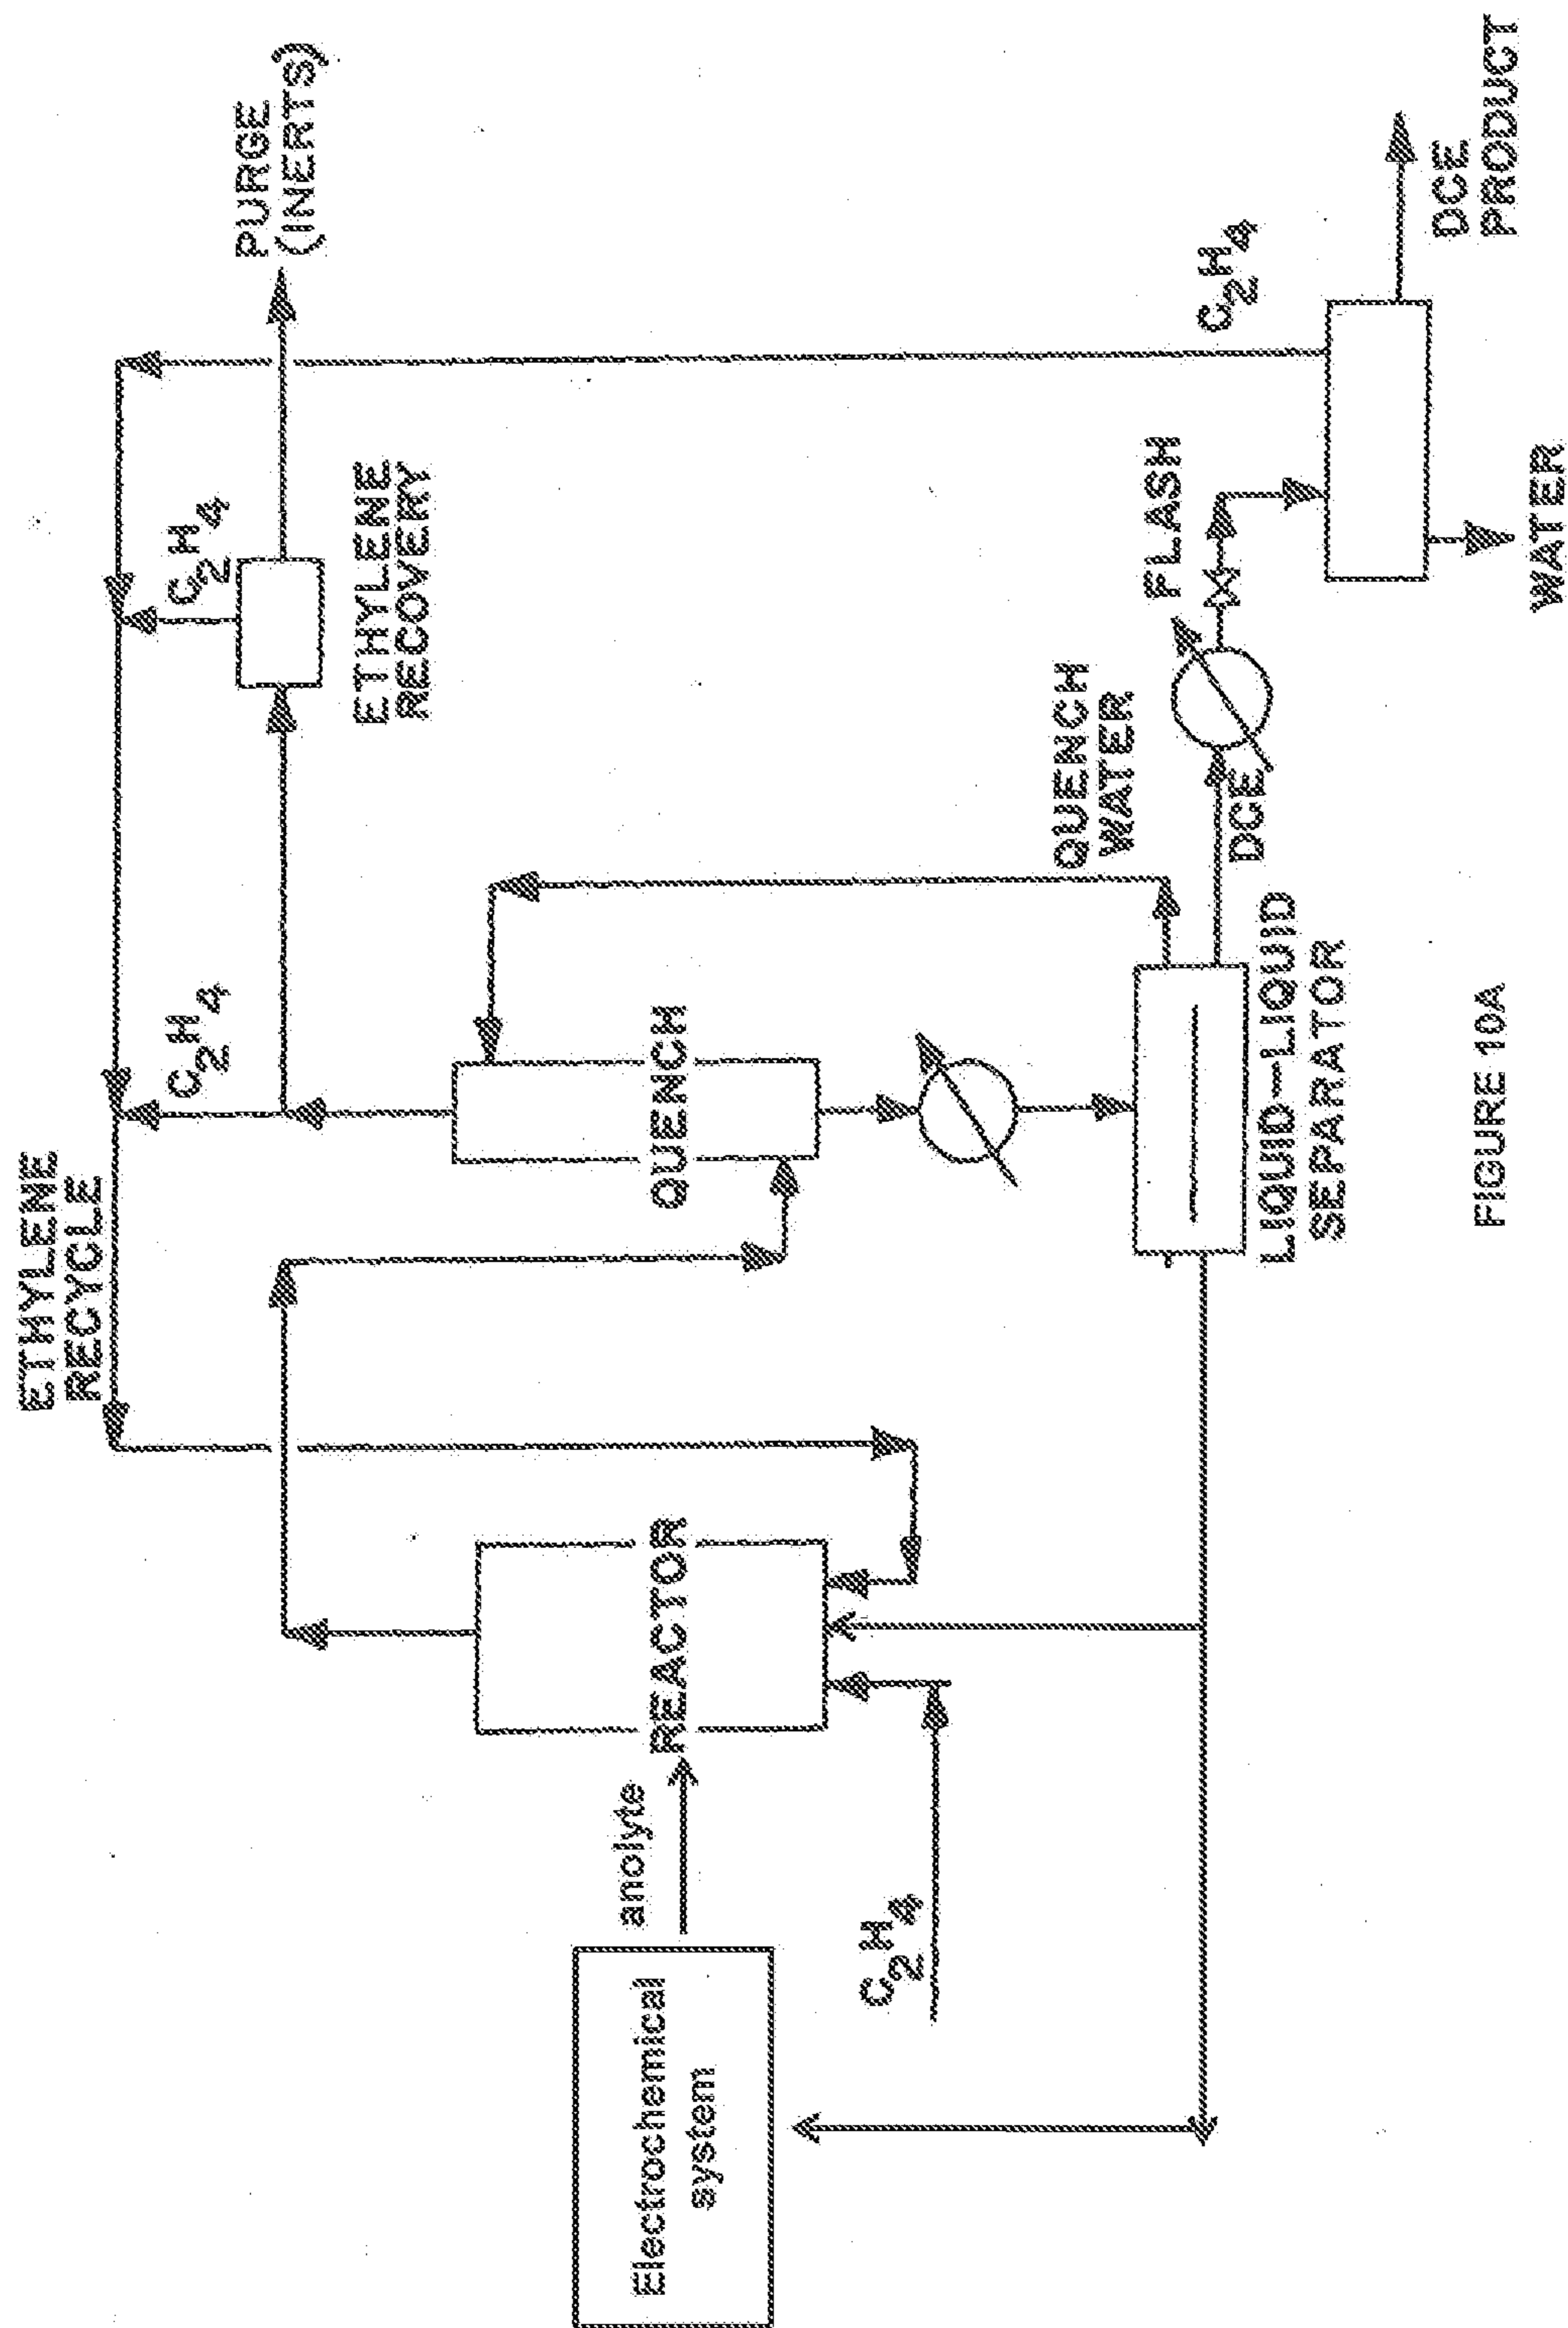 ETHYLENE
RECYCLE
C2H4
C2H4
PURGE
(INERTS)
ETHYLENE
RECOVERY
Electrochemical
system
anolyte
REACTOR
QUENCH
C2H4
QUENCH
WATER
FLASH
C2H4
DCE
LIQUID-LIQUID
SEPARATOR
DCE
PRODUCT
WATER
FIGURE 10A